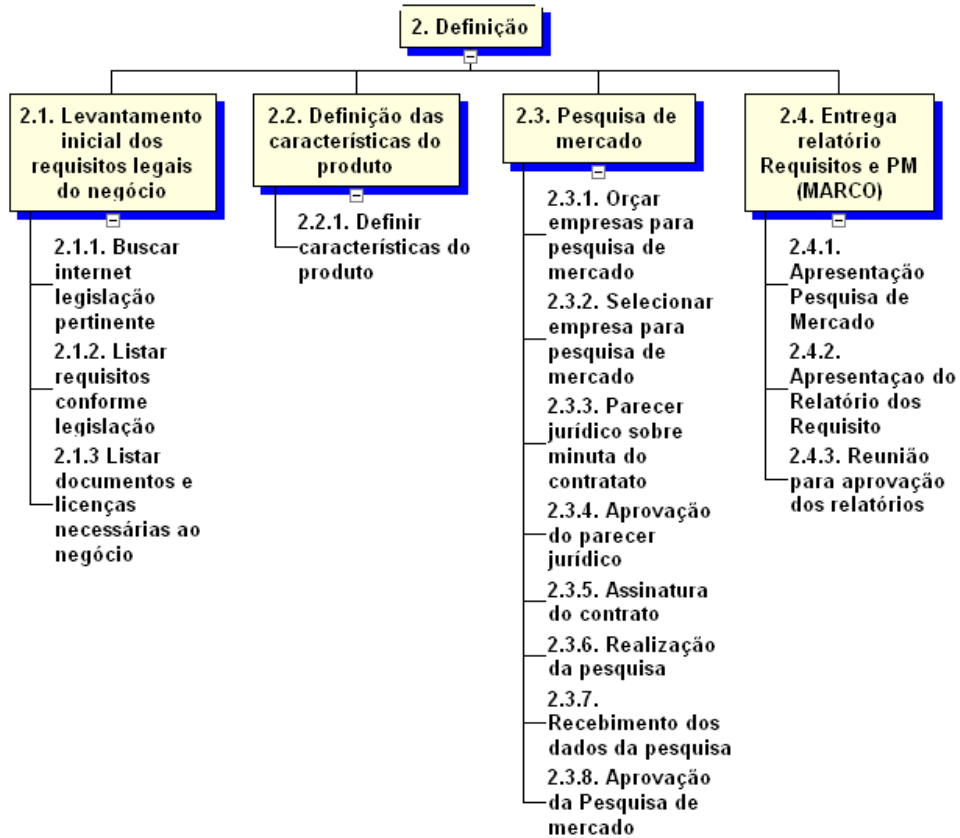 2. Definição
2.1. Levantamento
inicial dos
requisitos legais
do negócio
2.1.1. Buscar
internet
legislação
pertinente
2.1.2. Listar
requisitos
conforme
legislação
2.1.3 Listar
documentos e
licenças
necessárias ao
negócio
2.2. Definição das
características do
produto
2.2.1. Definir
características do
produto
2.3. Pesquisa de
mercado
2.3.1. Orçar
empresas para
pesquisa de
mercado
2.3.2. Selecionar
empresa para
pesquisa de
mercado
2.3.3. Parecer
jurídico sobre
minuta do
contratato
2.3.4. Aprovação
do parecer
jurídico
2.3.5. Assinatura
do contrato
2.3.6. Realização
da pesquisa
2.3.7.
Recebimento dos
dados da pesquisa
2.3.8. Aprovação
da Pesquisa de
mercado
2.4. Entrega
relatório
Requisitos e PM
(MARCO)
2.4.1.
Apresentação
Pesquisa de
Mercado
2.4.2.
Apresentaçao do
Relatório dos
Requisito
2.4.3. Reunião
para aprovação
dos relatórios